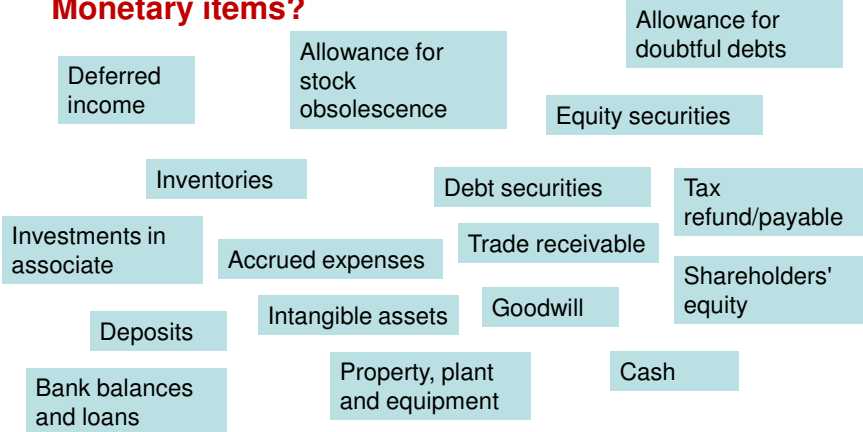 Monetary items?
Allowance for
doubtful debts
Deferred
income
Allowance for
stock
obsolescence
Equity securities
Inventories
Debt securities
Tax
refund/payable
Investments in
associate
Accrued expenses
Trade receivable
Shareholders'
equity
Deposits
Intangible assets
Goodwill
Bank balances
and loans
Property, plant
and equipment
Cash